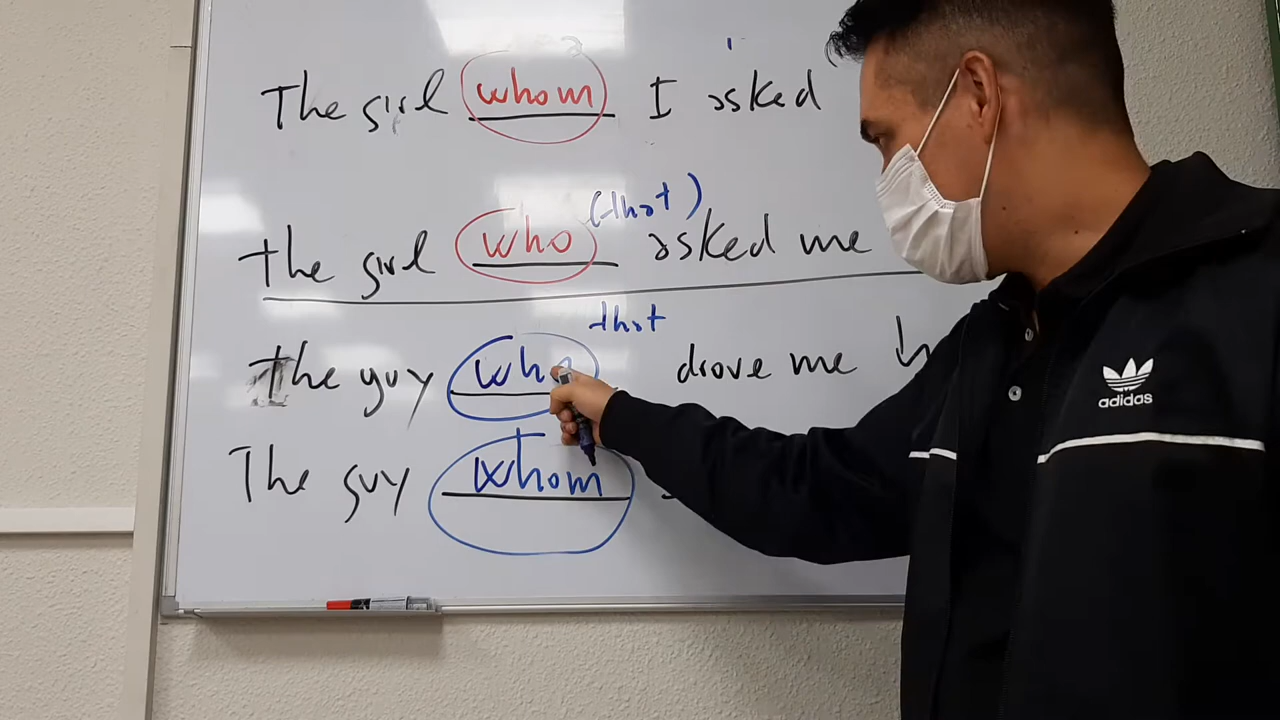 The girl whom I asked
(that)
the girl who asked me
that
the guy who drove me h
The guy whom
adidas